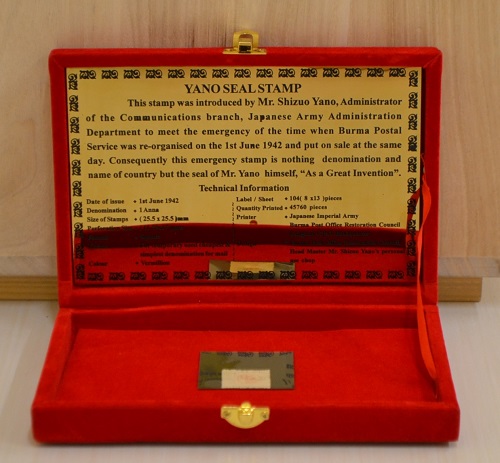 YANO SEAL STAMP
This stamp was introduced by Mr. Shizuo Yano, Administrator
of the Communications branch, Japanese Army Administration
Department to meet the emergency of the time when Burma Postal
Service was re-organised on the 1st June 1942 and put on sale at the same
day. Consequently this emergency stamp is nothing denomination and
name of country but the seal of Mr. Yano himself, "As a Great Invention".
Technical Information
Date of issue • 1st June 1942
Denomination • 1 Anna
Size of Stamps • ( 25.5 x 25.5 )mm
Colour • Vermilion
Label / Sheet • 104( 8 x13 )pieces
Quantity Printed • 45760 pieces
Printer • Japanese Imperial Army
Burma Post Office Restoration Council